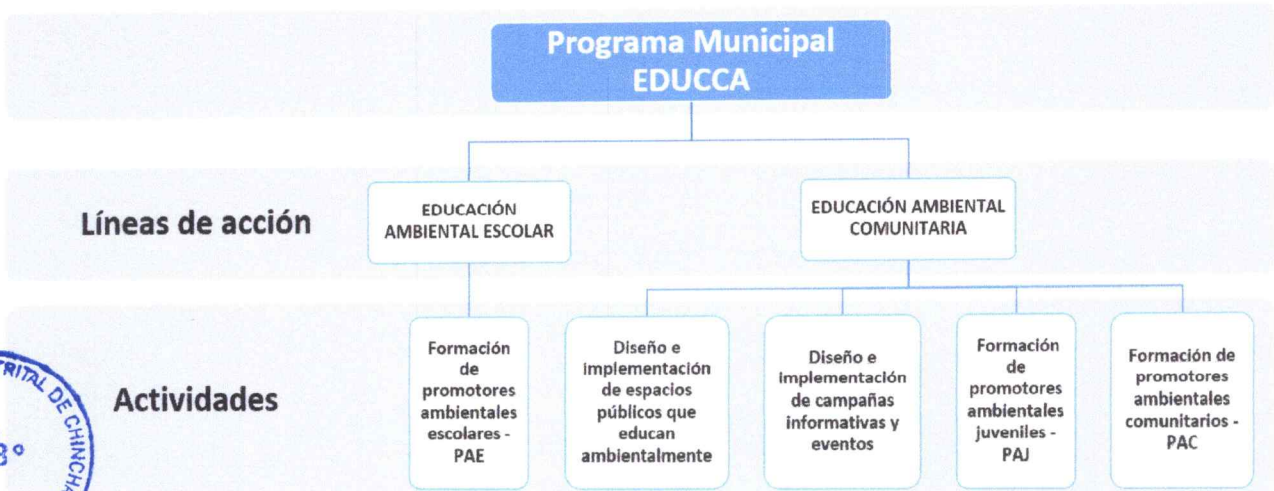 Programa Municipal
EDUCCA
Líneas de acción
EDUCACIÓN
AMBIENTAL ESCOLAR
EDUCACIÓN AMBIENTAL
COMUNITARIA
Actividades
Formación
de
promotores
ambientales
escolares -
PAE
Diseño e
implementación
de espacios
públicos que
educan
ambientalmente
Diseño e
implementación
de campañas
informativas y
eventos
Formación
de
promotores
ambientales
juveniles -
PAJ
Formación de
promotores
ambientales
comunitarios -
PAC
DE